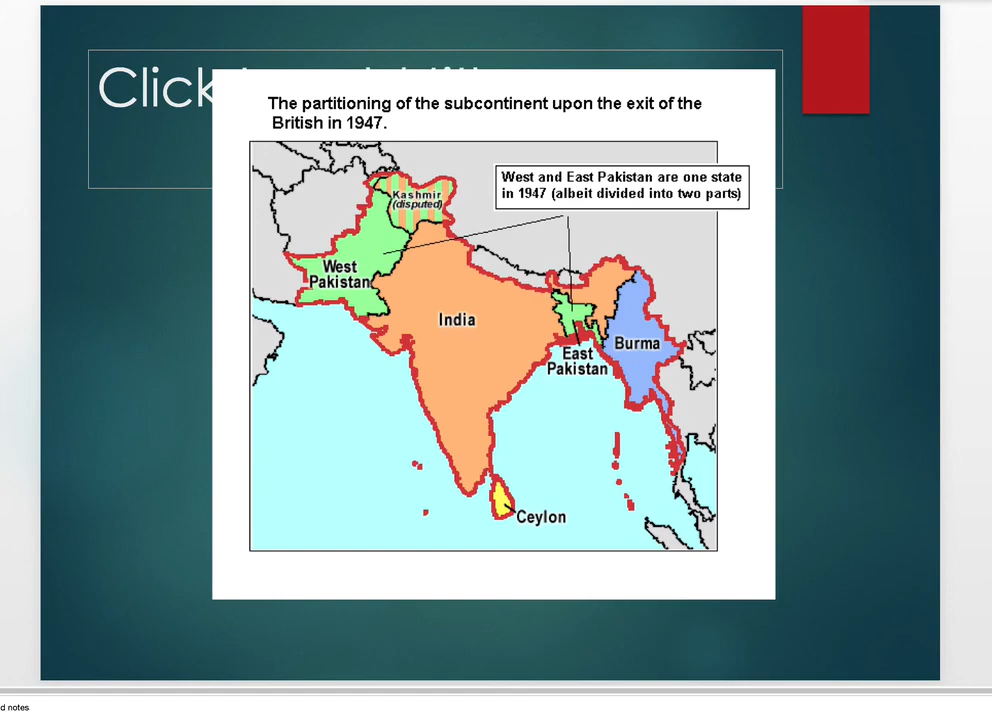 Click
The partitioning of the subcontinent upon the exit of the
British in 1947.
West and East Pakistan are one state
in 1947 (albeit divided into two parts)
Kashmir
(disputed)
West
Pakistan
India
Burma
East
Pakistan
Ceylon
d notes